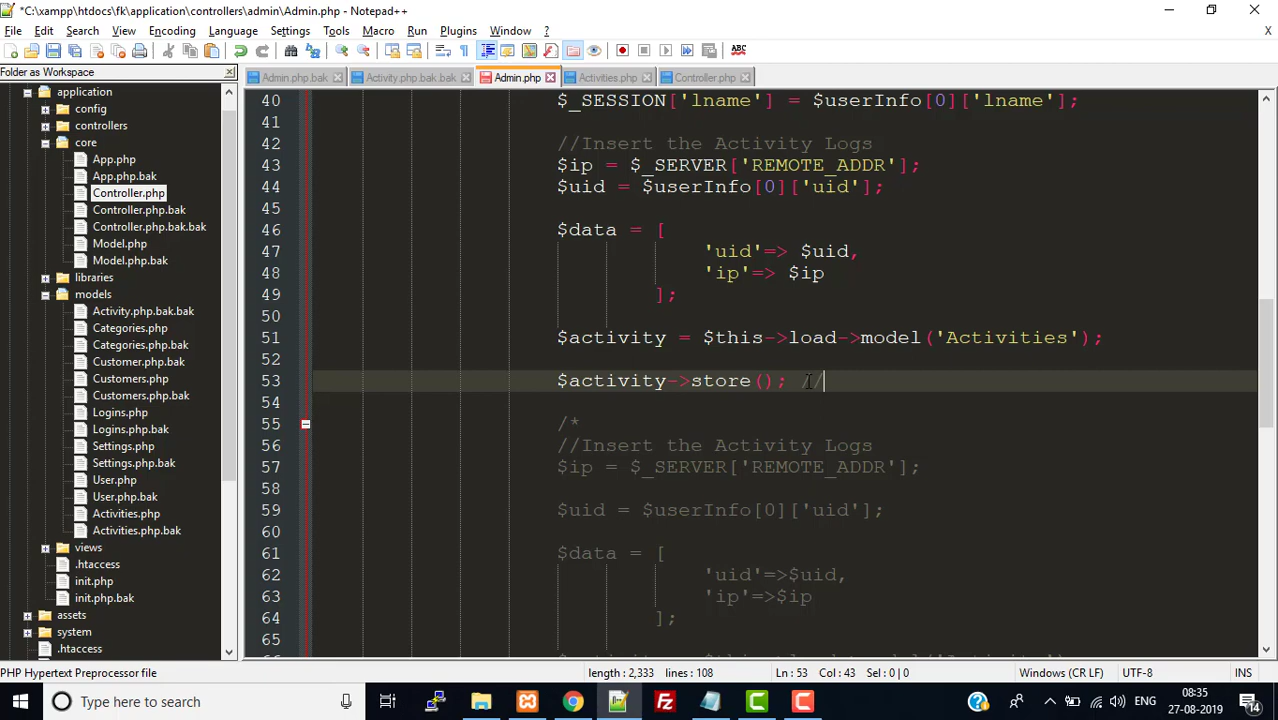 *C:\xampp\htdocs\fk\application\controllers\admin\Admin.php - Notepad++
File Edit Search View Encoding Language Settings Tools Macro Run Plugins Window ? X
ABC
Folder as Workspace
Admin.php.bak Activity.php.bak.bak Admin.php Activities.php Controller.php
application
config
controllers
core
App.php
App.php.bak
Controller.php
Controller.php.bak
Controller.php.bak.bak
Model.php
Model.php.bak
libraries
models
Activity.php.bak.bak
Categories.php
Categories.php.bak
Customer.php.bak
Customers.php
Customers.php.bak
Logins.php
Logins.php.bak
Settings.php
Settings.php.bak
User.php
User.php.bak
Activities.php
Activities.php.bak
views
.htaccess
init.php
init.php.bak
assets
system
.htaccess
40 $_SESSION['lname'] = $userInfo[0]['lname'];
41
42 //Insert the Activity Logs
43 $ip = $_SERVER['REMOTE_ADDR'];
44 $uid = $userInfo[0]['uid'];
45
46 $data = [
47 'uid'=> $uid,
48 'ip'=> $ip
49 ];
50
51 $activity = $this->load->model('Activities');
52
53 $activity->store(); //
54
55 /*
56 //Insert the Activity Logs
57 $ip = $_SERVER['REMOTE_ADDR'];
58
59 $uid = $userInfo[0]['uid'];
60
61 $data = [
62 'uid'=>$uid,
63 'ip'=>$ip
64 ];
65
PHP Hypertext Preprocessor file length : 2,333 lines : 108 Ln : 53 Col : 43 Sel : 0 | 0 Windows (CR LF) UTF-8 INS
Type here to search
ENG
08:35
27-08-2019
14